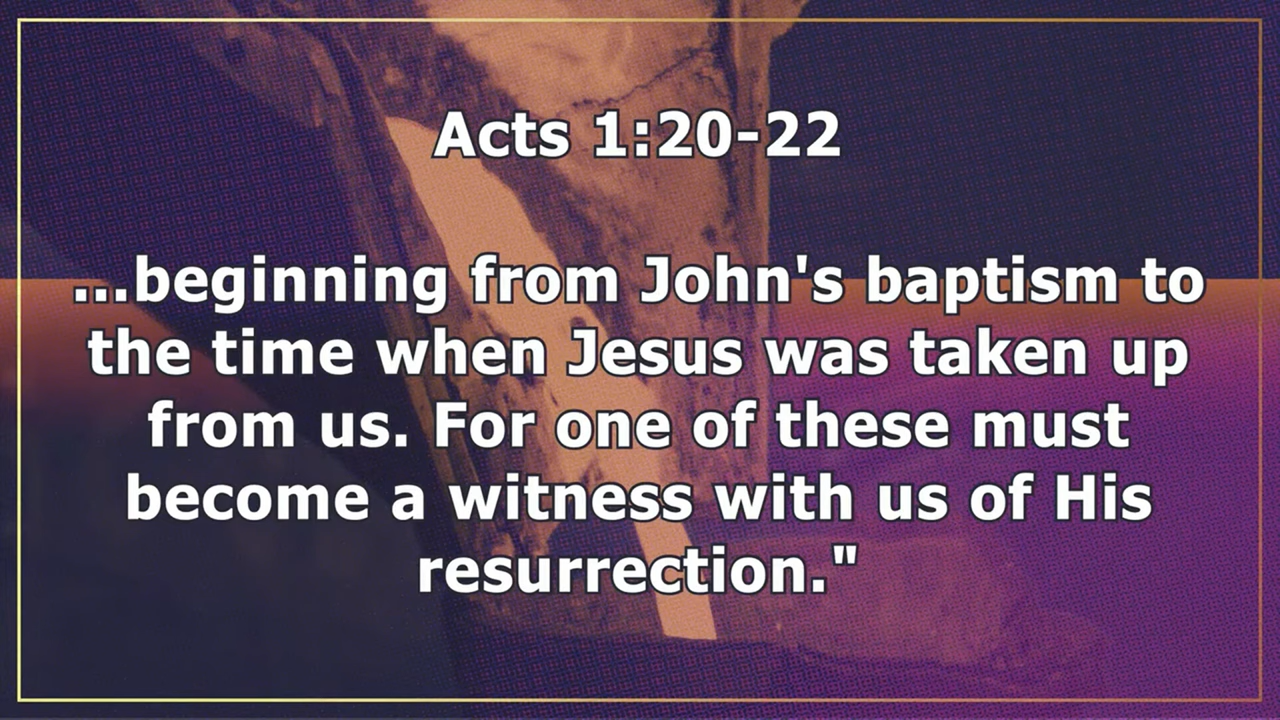 Acts 1:20-22
...beginning from John's baptism to
the time when Jesus was taken up
from us. For one of these must
become a witness with us of His
resurrection."